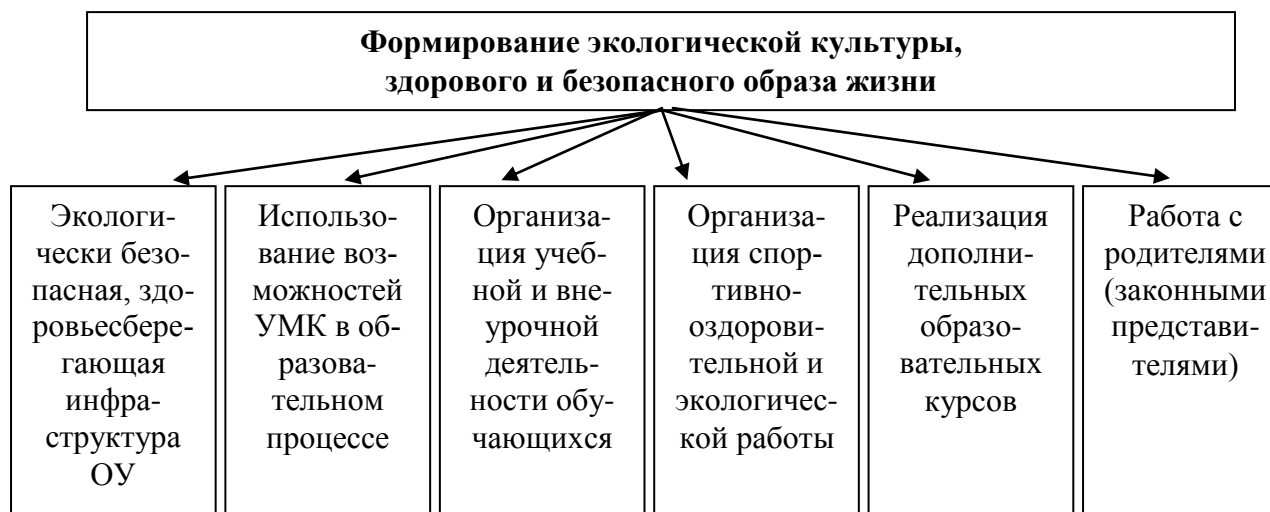 Формирование экологической культуры,
здорового и безопасного образа жизни
Экологи-
чески безо-
пасная, здо-
ровьесбере-
гающая
инфра-
структура
ОУ
Использо-
вание воз-
можностей
УМК в об-
разова-
тельном
процессе
Организа-
ция учеб-
ной и вне-
урочной
деятель-
ности обу-
чающихся
Организа-
ция спор-
тивно-
оздорови-
тельной и
экологичес-
кой работы
Реализация
дополни-
тельных
образо-
вательных
курсов
Работа с
родителями
(законными
представи-
телями)